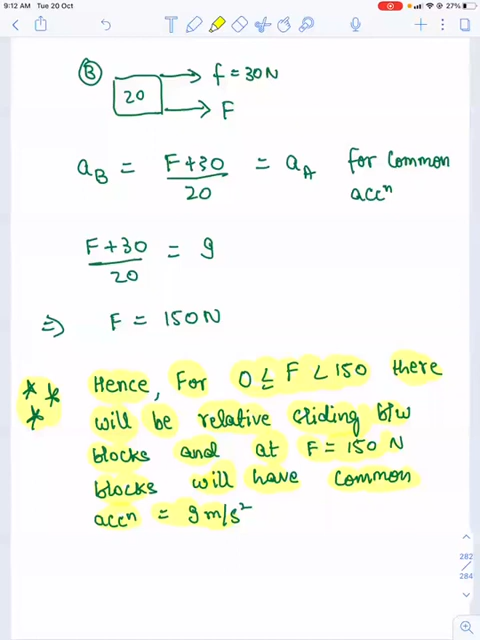 9:12 AM Tue 20 Oct
27%
B f = 30N
20
F
aB = F+30/20 = aA for common
accⁿ
F+30/20 = 9
⇒ F = 150N
Hence, For 0 ≤ F < 150 there
will be relative sliding b/w
blocks and at F = 150 N
blocks will have common
accⁿ = 9m/s²
282
/
284